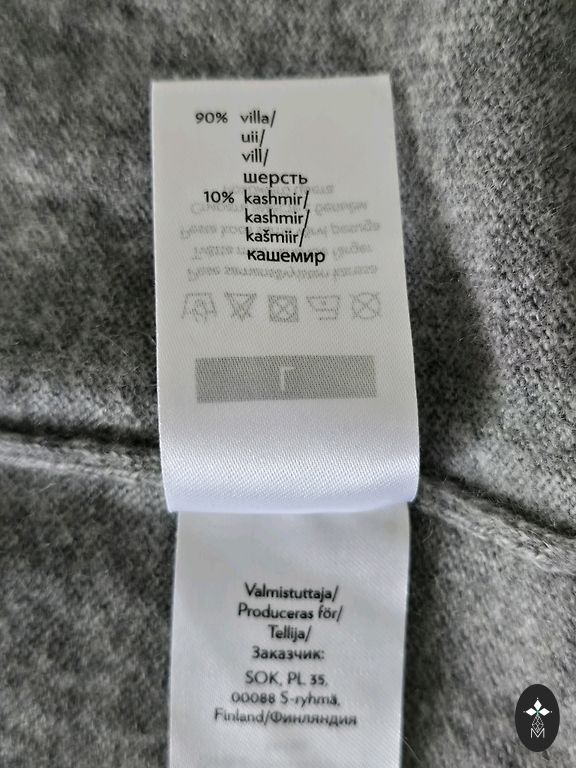 90% villa/
uii/
vill/
шерсть
10% kashmir/
kashmir/
kašmiir/
кашемир
L
Valmistuttaja/
Produceras för/
Tellija/
Заказчик:
SOK, PL 35,
00088 S-ryhmä,
Finland/Финляндия
M